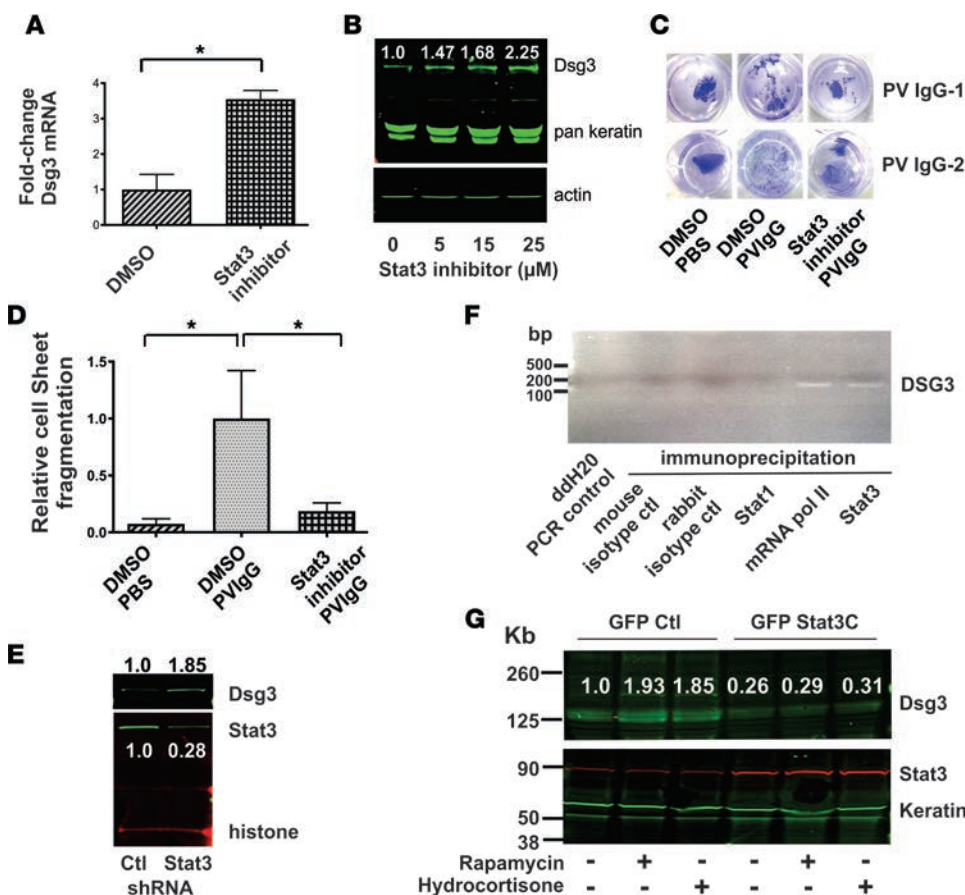 A
*
Fold-change
Dsg3 mRNA
4
3
2
1
0
DMSO
Stat3
inhibitor
B
1.0 1.47 1.68 2.25
Dsg3
pan keratin
actin
0 5 15 25
Stat3 inhibitor (µM)
C
PV IgG-1
PV IgG-2
DMSO
PBS
DMSO
PVIgG
Stat3
inhibitor
PVIgG
D
* *
Relative cell Sheet
fragmentation
1.5
1.0
0.5
0.0
DMSO
PBS
DMSO
PVIgG
Stat3
inhibitor
PVIgG
E
1.0 1.85
Dsg3
Stat3
1.0 0.28
histone
Ctl Stat3
shRNA
F
bp
500
200
100
DSG3
immunoprecipitation
ddH20
PCR control
mouse
isotype ctl
rabbit
isotype ctl
Stat1
mRNA pol II
Stat3
G
GFP Ctl GFP Stat3C
Kb
260
1.0 1.93 1.85 0.26 0.29 0.31
Dsg3
125
90
Stat3
Keratin
50
38
Rapamycin - + - - + -
Hydrocortisone - - + - - +